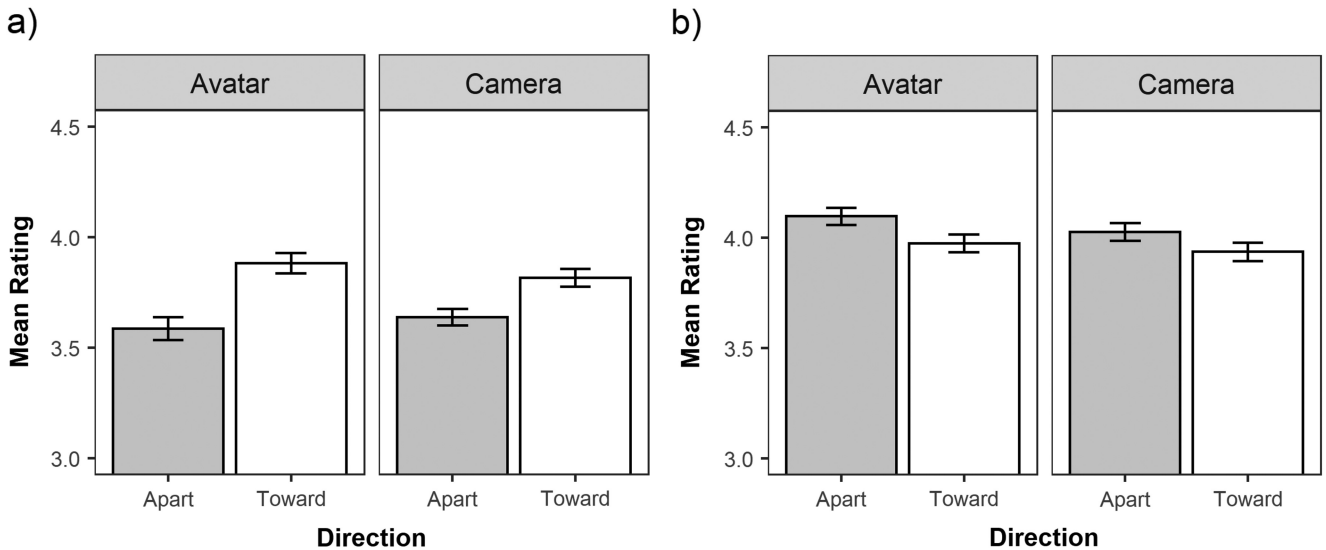 a)
Avatar
Camera
Mean Rating
4.5
4.0
3.5
3.0
Apart
Toward
Apart
Toward
Direction
b)
Avatar
Camera
Mean Rating
4.5
4.0
3.5
3.0
Apart
Toward
Apart
Toward
Direction